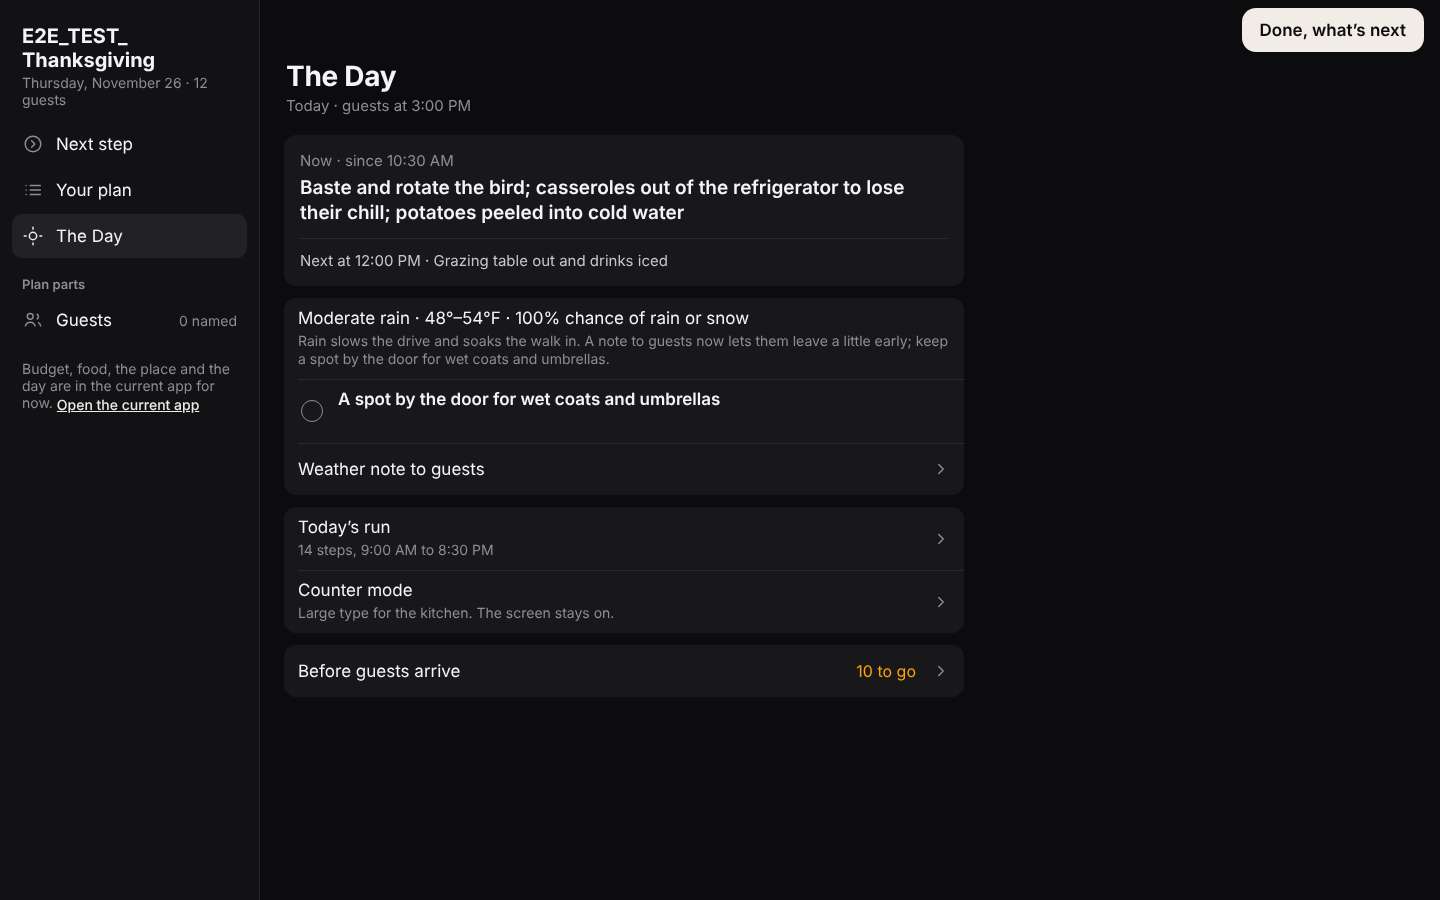 E2E_TEST_
Thanksgiving
Thursday, November 26 · 12
guests
Next step
Your plan
The Day
Plan parts
Guests
0 named
Budget, food, the place and the
day are in the current app for
now. Open the current app
Done, what’s next
The Day
Today · guests at 3:00 PM
Now · since 10:30 AM
Baste and rotate the bird; casseroles out of the refrigerator to lose
their chill; potatoes peeled into cold water
Next at 12:00 PM · Grazing table out and drinks iced
Moderate rain · 48°–54°F · 100% chance of rain or snow
Rain slows the drive and soaks the walk in. A note to guests now lets them leave a little early; keep
a spot by the door for wet coats and umbrellas.
A spot by the door for wet coats and umbrellas
Weather note to guests
Today’s run
14 steps, 9:00 AM to 8:30 PM
Counter mode
Large type for the kitchen. The screen stays on.
Before guests arrive
10 to go